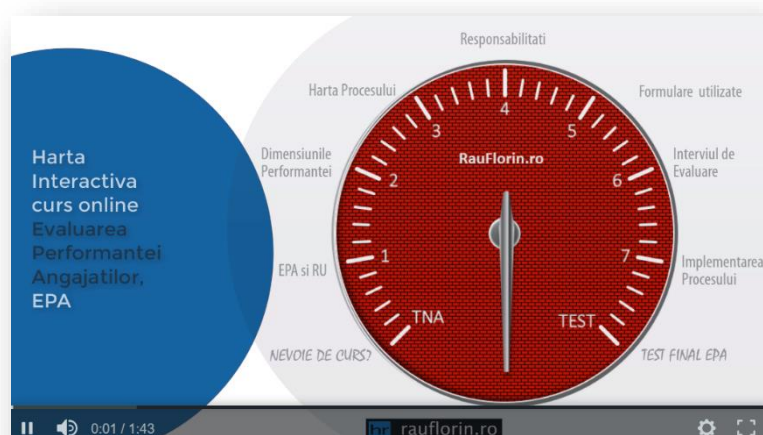 Harta
Interactiva
curs online
Evaluarea
Performantei
Angajatilor,
EPA
Responsabilitati
Harta Procesului
Formulare utilizate
Dimensiunile
Performantei
Interviul de
Evaluare
EPA si RU
Implementarea
Procesului
NEVOIE DE CURS?
TEST FINAL EPA
RauFlorin.ro
TNA
1
2
3
4
5
6
7
TEST
0:01 / 1:43
hr rauflorin.ro